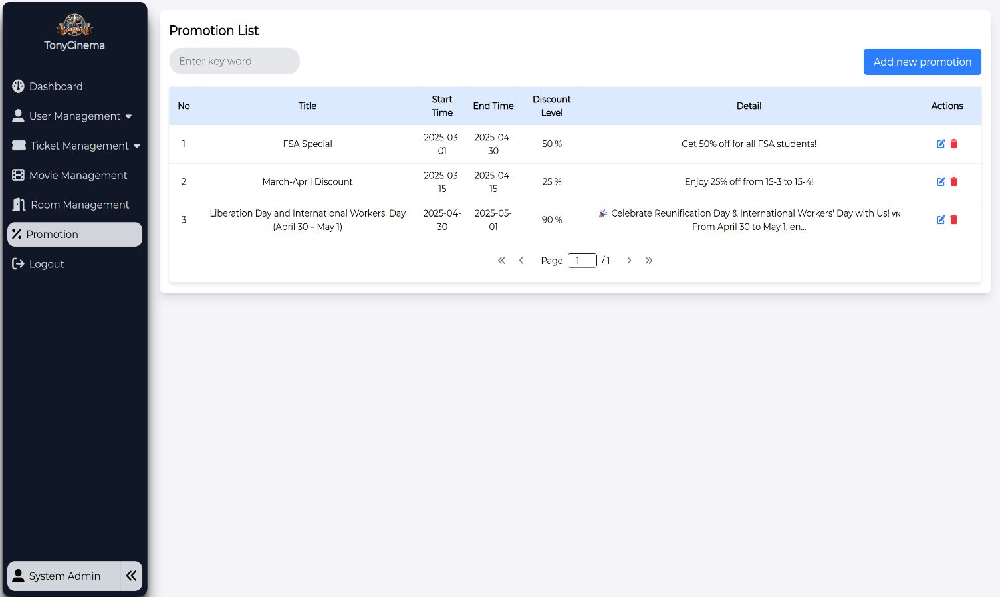 TonyCinema
Dashboard
User Management
Ticket Management
Movie Management
Room Management
Promotion
Logout
System Admin
Promotion List
Enter key word
Add new promotion
No Title Start Time End Time Discount Level Detail Actions
1 FSA Special 2025-03-01 2025-04-30 50 % Get 50% off for all FSA students!
2 March-April Discount 2025-03-15 2025-04-15 25 % Enjoy 25% off from 15-3 to 15-4!
3 Liberation Day and International Workers' Day (April 30 – May 1) 2025-04-30 2025-05-01 90 % 🎉 Celebrate Reunification Day & International Workers' Day with Us! VN From April 30 to May 1, en...
« ‹ Page 1 / 1 › »